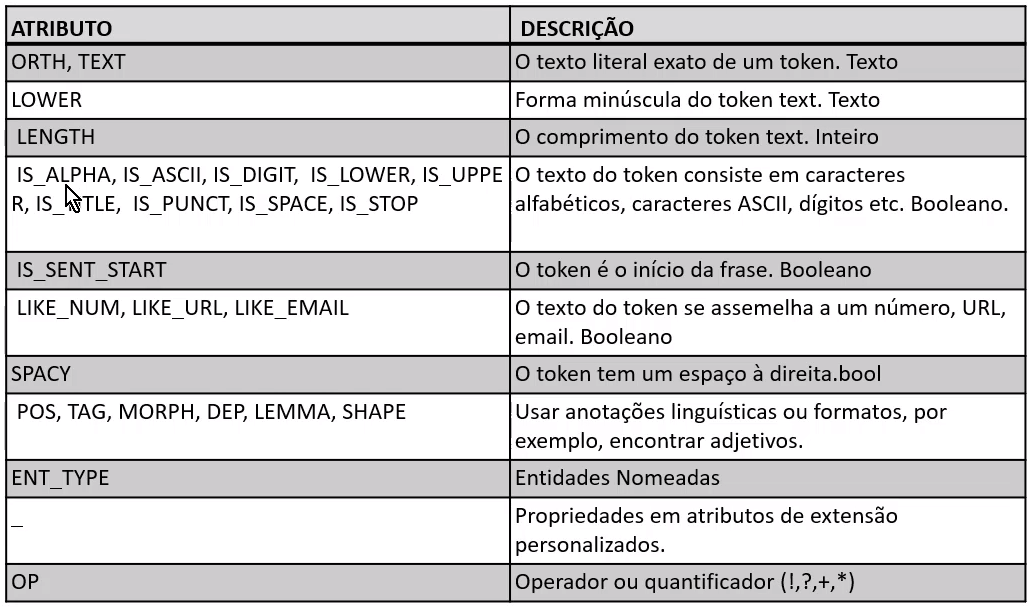 ATRIBUTO DESCRIÇÃO
ORTH, TEXT O texto literal exato de um token. Texto
LOWER Forma minúscula do token text. Texto
LENGTH O comprimento do token text. Inteiro
IS_ALPHA, IS_ASCII, IS_DIGIT, IS_LOWER, IS_UPPE O texto do token consiste em caracteres
R, IS_PUNCT, IS_SPACE, IS_STOP alfabéticos, caracteres ASCII, dígitos etc. Booleano.
IS_SENT_START O token é o início da frase. Booleano
LIKE_NUM, LIKE_URL, LIKE_EMAIL O texto do token se assemelha a um número, URL,
email. Booleano
SPACY O token tem um espaço à direita.bool
POS, TAG, MORPH, DEP, LEMMA, SHAPE Usar anotações linguísticas ou formatos, por
exemplo, encontrar adjetivos.
ENT_TYPE Entidades Nomeadas
_ Propriedades em atributos de extensão
personalizados.
OP Operador ou quantificador (!,?,+,*)